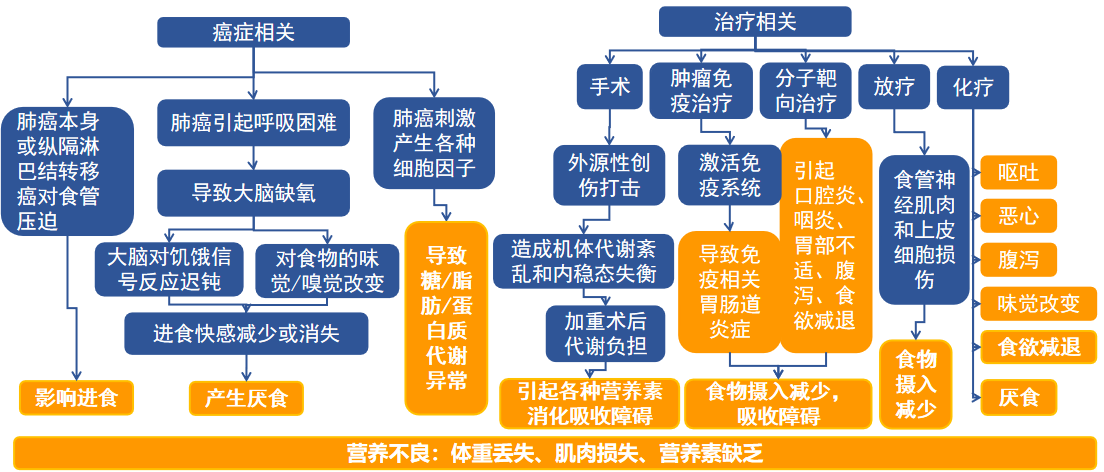 癌症相关
肺癌本身
或纵隔淋
巴结转移
癌对食管
压迫
影响进食
肺癌引起呼吸困难
导致大脑缺氧
大脑对饥饿信
号反应迟钝
对食物的味
觉/嗅觉改变
进食快感减少或消失
产生厌食
肺癌刺激
产生各种
细胞因子
导致
糖/脂
肪/蛋
白质
代谢
异常
治疗相关
手术
外源性创
伤打击
造成机体代谢紊
乱和内稳态失衡
加重术后
代谢负担
引起各种营养素
消化吸收障碍
肿瘤免
疫治疗
激活免
疫系统
导致免
疫相关
胃肠道
炎症
分子靶
向治疗
引起
口腔炎、
咽炎、
胃部不
适、腹
泻、食
欲减退
食物摄入减少，
吸收障碍
放疗
食管神
经肌肉
和上皮
细胞损
伤
食物
摄入
减少
化疗
呕吐
恶心
腹泻
味觉改变
食欲减退
厌食
营养不良：体重丢失、肌肉损失、营养素缺乏